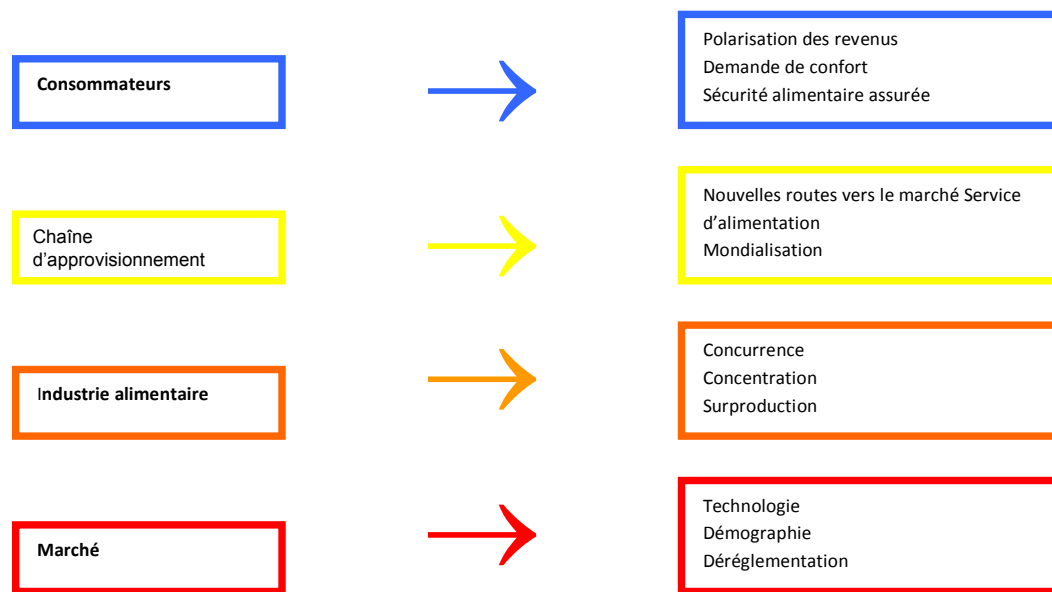 Consommateurs
Polarisation des revenus
Demande de confort
Sécurité alimentaire assurée
Chaîne
d'approvisionnement
Nouvelles routes vers le marché Service
d'alimentation
Mondialisation
Industrie alimentaire
Concurrence
Concentration
Surproduction
Marché
Technologie
Démographie
Déréglementation